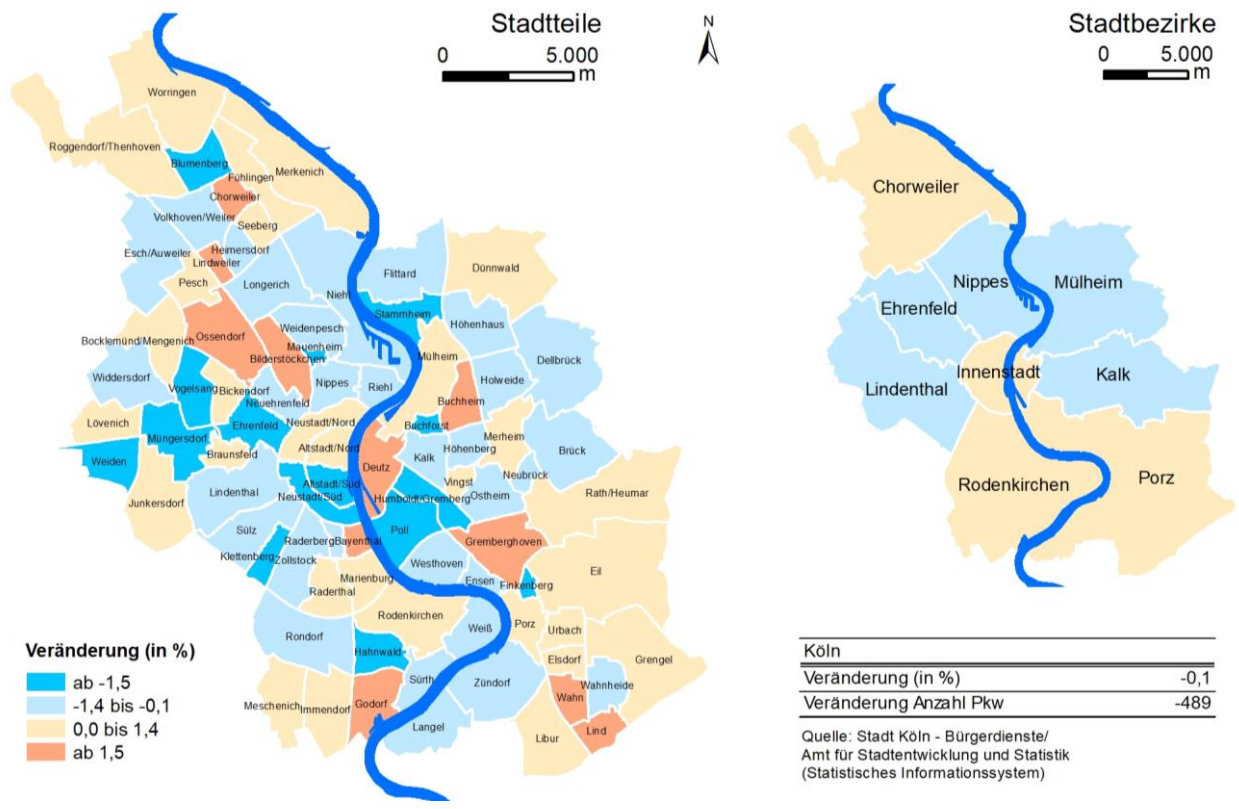 Stadtteile
0 5.000
m
N
Stadtbezirke
0 5.000
m
Worringen
Roggendorf/Thenhoven
Blumenberg
Fühlingen
Merkenich
Chorweiler
Volkhoven/Weiler
Seeberg
Esch/Auweiler
Heimersdorf
Lindweiler
Pesch
Longerich
Niehl
Flittard
Dünnwald
Stammheim
Höhenhaus
Ossendorf
Weidenpesch
Bocklemünd/Mengenich
Mauenheim
Bilderstöckchen
Mülheim
Dellbrück
Widdersdorf
Vogelsang
Bickendorf
Nippes
Riehl
Holweide
Neuehrenfeld
Buchheim
Lövenich
Ehrenfeld
Neustadt/Nord
Buchforst
Müngersdorf
Merheim
Braunsfeld
Altstadt/Nord
Kalk
Höhenberg
Brück
Weiden
Deutz
Vingst
Neubrück
Junkersdorf
Lindenthal
Altstadt/Süd
Neustadt/Süd
Humboldt/Gremberg
Ostheim
Rath/Heumar
Sülz
Poll
Raderberg
Bayenthal
Gremberghoven
Klettenberg
Zollstock
Westhoven
Eil
Marienburg
Ensen
Finkenberg
Raderthal
Rodenkirchen
Porz
Urbach
Rondorf
Weiß
Hahnwald
Elsdorf
Grengel
Sürth
Zündorf
Wahnheide
Meschenich
Immendorf
Godorf
Wahn
Langel
Lind
Libur
Veränderung (in %)
ab -1,5
-1,4 bis -0,1
0,0 bis 1,4
ab 1,5
Chorweiler
Nippes
Mülheim
Ehrenfeld
Innenstadt
Kalk
Lindenthal
Rodenkirchen
Porz
Köln
Veränderung (in %) -0,1
Veränderung Anzahl Pkw -489
Quelle: Stadt Köln - Bürgerdienste/
Amt für Stadtentwicklung und Statistik
(Statistisches Informationssystem)